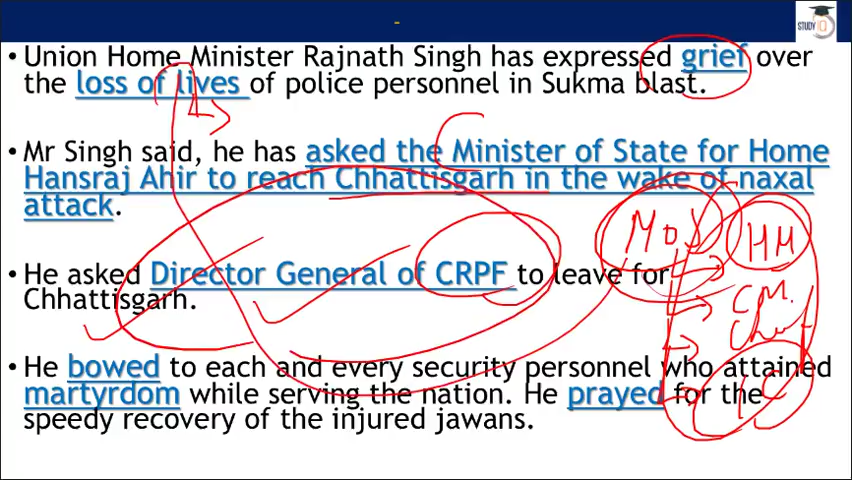 -
STUDY IQ
• Union Home Minister Rajnath Singh has expressed grief over
the loss of lives of police personnel in Sukma blast.
• Mr Singh said, he has asked the Minister of State for Home
Hansraj Ahir to reach Chhattisgarh in the wake of naxal
attack.
MoS
HM
• He asked Director General of CRPF to leave for
Chhattisgarh.
CM.
• He bowed to each and every security personnel who attained
martyrdom while serving the nation. He prayed for the
speedy recovery of the injured jawans.